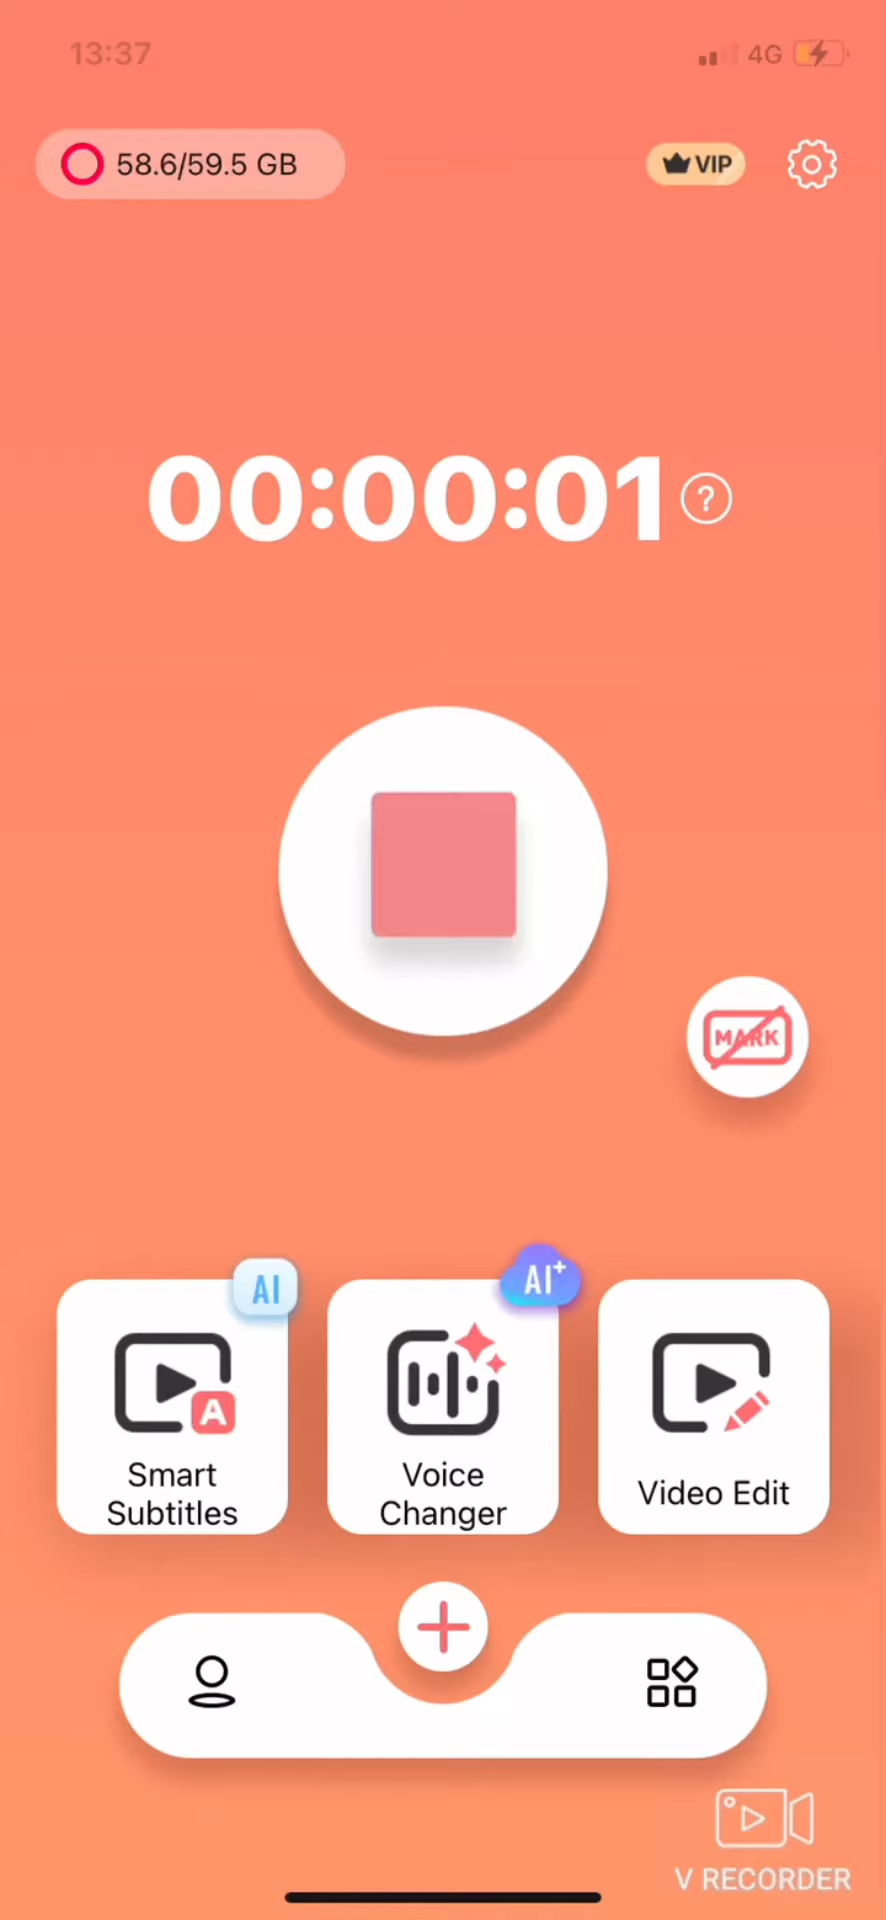 13:37
4G
58.6/59.5 GB
VIP
00:00:01
?
MARK
AI
AI+
A
Smart
Subtitles
Voice
Changer
Video Edit
V RECORDER